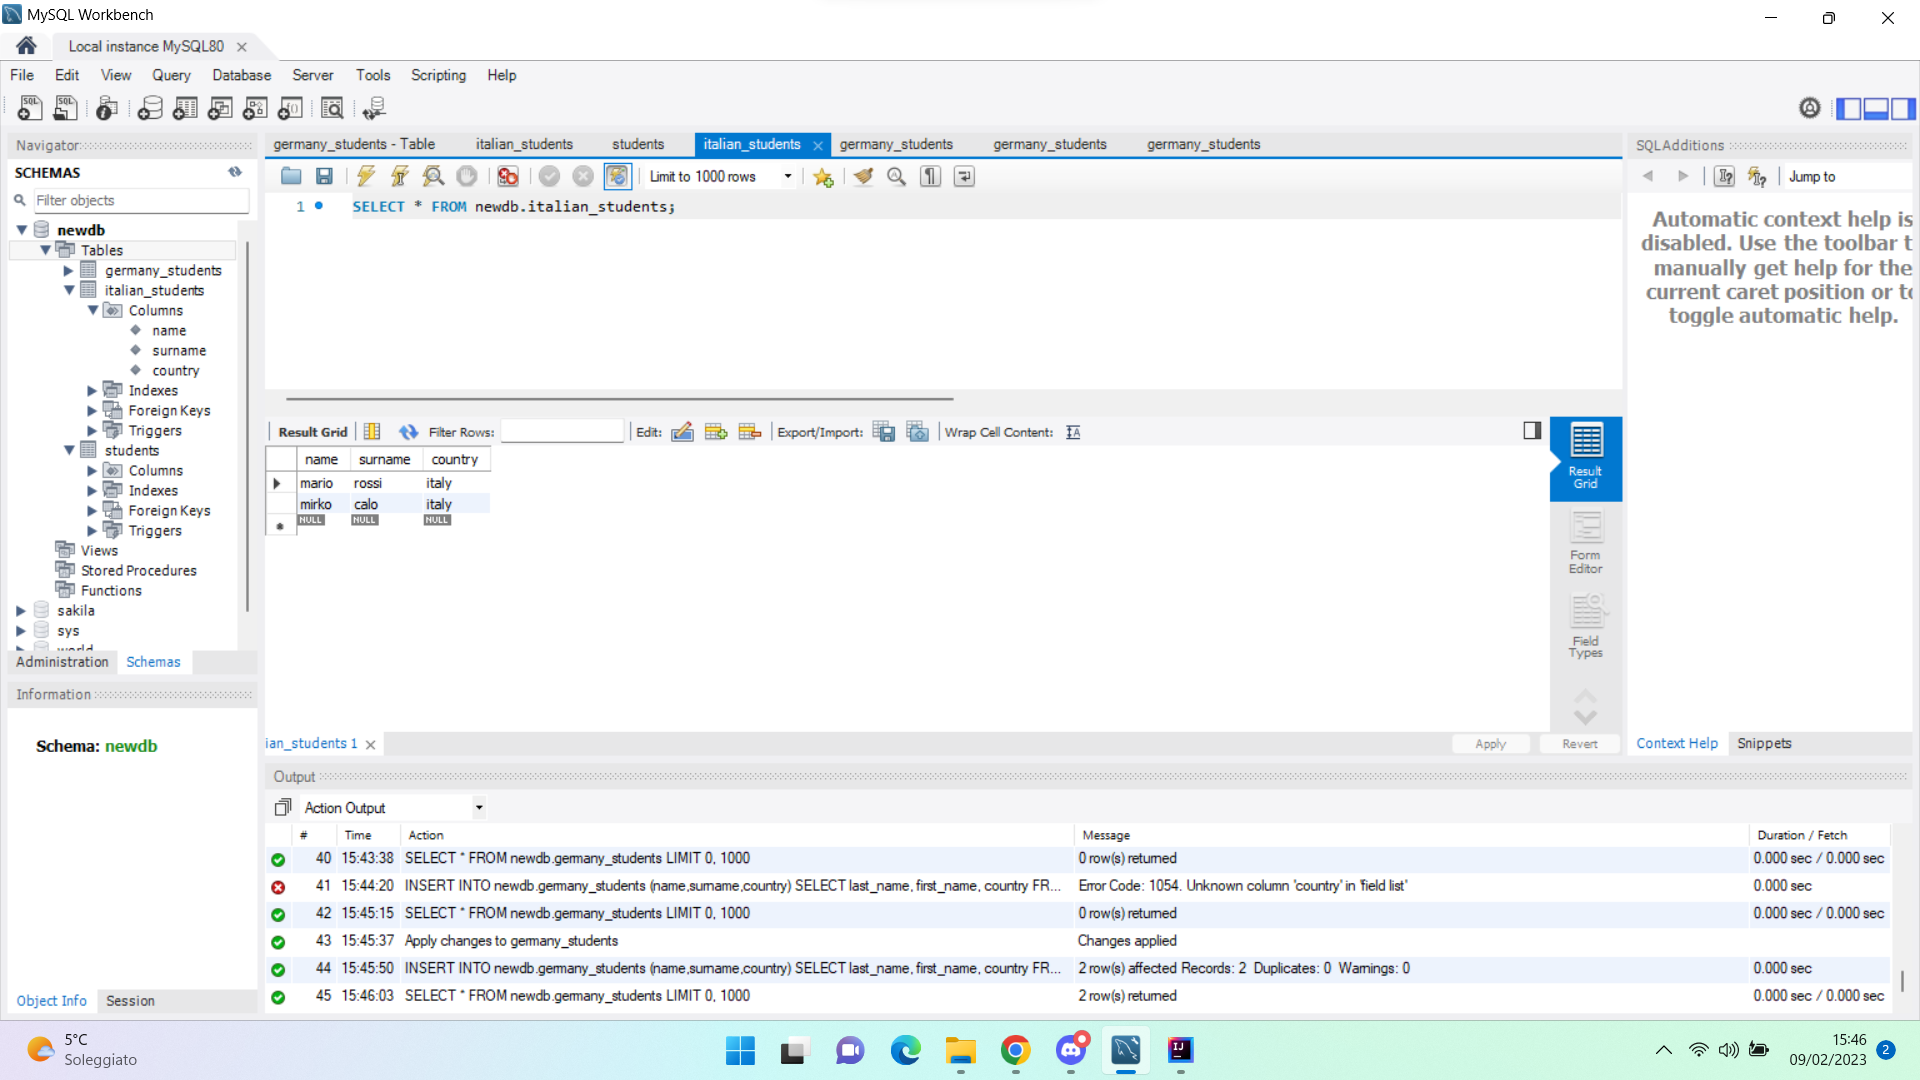 MySQL Workbench
Local instance MySQL80
File Edit View Query Database Server Tools Scripting Help
Navigator
SCHEMAS
Filter objects
newdb
Tables
germany_students
italian_students
Columns
name
surname
country
Indexes
Foreign Keys
Triggers
students
Columns
Indexes
Foreign Keys
Triggers
Views
Stored Procedures
Functions
sakila
sys
world
Administration Schemas
Information
Schema: newdb
Object Info Session
germany_students - Table italian_students students italian_students germany_students germany_students germany_students
Limit to 1000 rows
1 SELECT * FROM newdb.italian_students;
Result Grid Filter Rows: Edit: Export/Import: Wrap Cell Content:
name surname country
mario rossi italy
mirko calo italy
NULL NULL NULL
Result
Grid
Form
Editor
Field
Types
ian_students 1
Apply Revert
SQLAdditions
Jump to
Automatic context help is
disabled. Use the toolbar t
manually get help for the
current caret position or to
toggle automatic help.
Context Help Snippets
Output
Action Output
# Time Action Message Duration / Fetch
40 15:43:38 SELECT * FROM newdb.germany_students LIMIT 0, 1000 0 row(s) returned 0.000 sec / 0.000 sec
41 15:44:20 INSERT INTO newdb.germany_students (name,surname,country) SELECT last_name, first_name, country FR... Error Code: 1054. Unknown column 'country' in 'field list' 0.000 sec
42 15:45:15 SELECT * FROM newdb.germany_students LIMIT 0, 1000 0 row(s) returned 0.000 sec / 0.000 sec
43 15:45:37 Apply changes to germany_students Changes applied
44 15:45:50 INSERT INTO newdb.germany_students (name,surname,country) SELECT last_name, first_name, country FR... 2 row(s) affected Records: 2 Duplicates: 0 Warnings: 0 0.000 sec
45 15:46:03 SELECT * FROM newdb.germany_students LIMIT 0, 1000 2 row(s) returned 0.000 sec / 0.000 sec
5°C
Soleggiato
15:46
09/02/2023
2